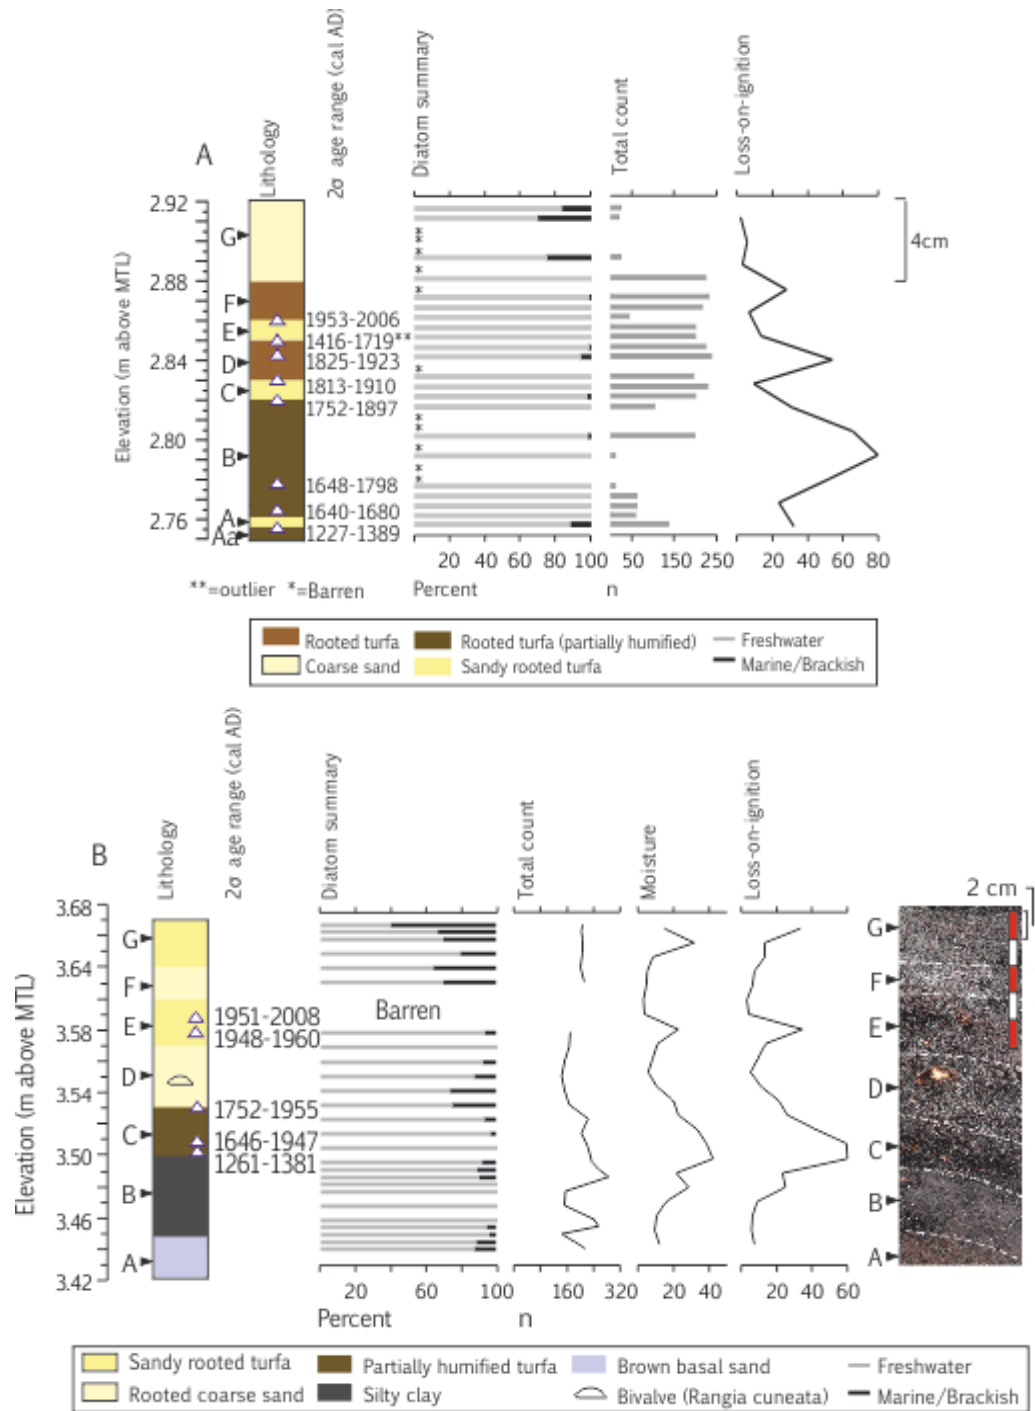 A
Lithology
2σ age range (cal AD)
Diatom summary
Total count
Loss-on-ignition
Elevation (m above MTL)
2.92
2.88
2.84
2.80
2.76
G
F
E
D
C
B
A
Aa
1953-2006
1416-1719**
1825-1923
1813-1910
1752-1897
1648-1798
1640-1680
1227-1389
4cm
20 40 60 80 100
50 150 250
20 40 60 80
**=outlier *=Barren
Percent
n
Rooted turfa
Rooted turfa (partially humified)
Freshwater
Coarse sand
Sandy rooted turfa
Marine/Brackish
B
Lithology
2σ age range (cal AD)
Diatom summary
Total count
Moisture
Loss-on-ignition
2 cm
Elevation (m above MTL)
3.68
3.64
3.58
3.54
3.50
3.46
3.42
G
F
E
D
C
B
A
1951-2008
1948-1960
1752-1955
1646-1947
1261-1381
Barren
G
F
E
D
C
B
A
20 60 100
160 320
0 20 40
0 20 40 60
Percent
n
Sandy rooted turfa
Partially humified turfa
Brown basal sand
Freshwater
Rooted coarse sand
Silty clay
Bivalve (Rangia cuneata)
Marine/Brackish